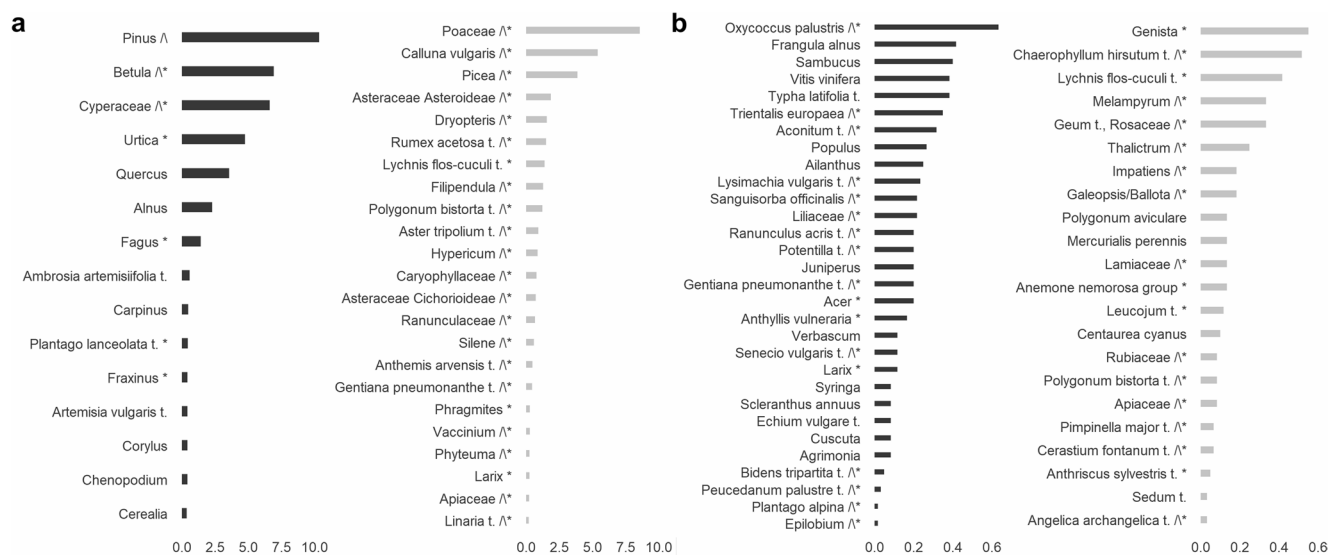 a
Pinus /\
Betula /\*
Cyperaceae /\*
Urtica *
Quercus
Alnus
Fagus *
Ambrosia artemisiifolia t.
Carpinus
Plantago lanceolata t. *
Fraxinus *
Artemisia vulgaris t.
Corylus
Chenopodium
Cerealia
0.0 2.5 5.0 7.5 10.0
Poaceae /\*
Calluna vulgaris /\*
Picea /\*
Asteraceae Asteroideae /\*
Dryopteris /\*
Rumex acetosa t. /\*
Lychnis flos-cuculi t. *
Filipendula /\*
Polygonum bistorta t. /\*
Aster tripolium t. /\*
Hypericum /\*
Caryophyllaceae /\*
Asteraceae Cichorioideae /\*
Ranunculaceae /\*
Silene /\*
Anthemis arvensis t. /\*
Gentiana pneumonanthe t. /\*
Phragmites *
Vaccinium /\*
Phyteuma /\*
Larix *
Apiaceae /\*
Linaria t. /\*
0.0 2.5 5.0 7.5 10.0
b
Oxycoccus palustris /\*
Frangula alnus
Sambucus
Vitis vinifera
Typha latifolia t.
Trientalis europaea /\*
Aconitum t. /\*
Populus
Ailanthus
Lysimachia vulgaris t. /\*
Sanguisorba officinalis /\*
Liliaceae /\*
Ranunculus acris t. /\*
Potentilla t. /\*
Juniperus
Gentiana pneumonanthe t. /\*
Acer *
Anthyllis vulneraria *
Verbascum
Senecio vulgaris t. /\*
Larix *
Syringa
Scleranthus annuus
Echium vulgare t.
Cuscuta
Agrimonia
Bidens tripartita t. /\*
Peucedanum palustre t. /\*
Plantago alpina /\*
Epilobium /\*
0.0 0.2 0.4 0.6
Genista *
Chaerophyllum hirsutum t. /\*
Lychnis flos-cuculi t. *
Melampyrum /\*
Geum t., Rosaceae /\*
Thalictrum /\*
Impatiens /\*
Galeopsis/Ballota /\*
Polygonum aviculare
Mercurialis perennis
Lamiaceae /\*
Anemone nemorosa group *
Leucojum t. *
Centaurea cyanus
Rubiaceae /\*
Polygonum bistorta t. /\*
Apiaceae /\*
Pimpinella major t. /\*
Cerastium fontanum t. /\*
Anthriscus sylvestris t. *
Sedum t.
Angelica archangelica t. /\*
0.0 0.2 0.4 0.6